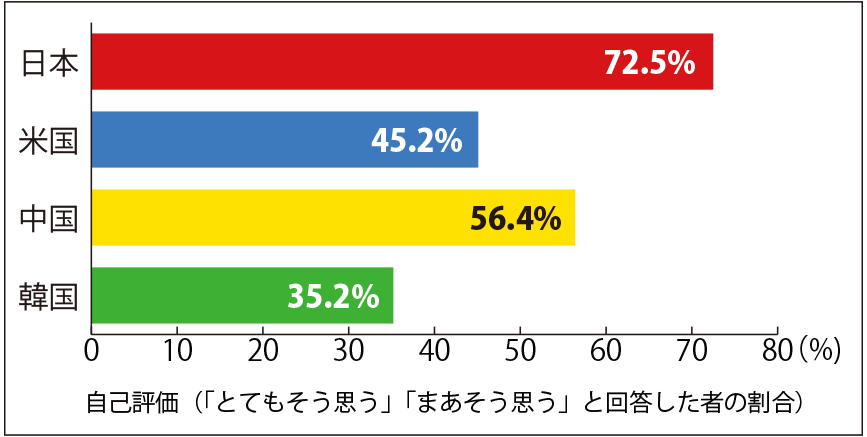 日本 72.5%
米国 45.2%
中国 56.4%
韓国 35.2%
0 10 20 30 40 50 60 70 80 (%)
自己評価（「とてもそう思う」「まあそう思う」と回答した者の割合）